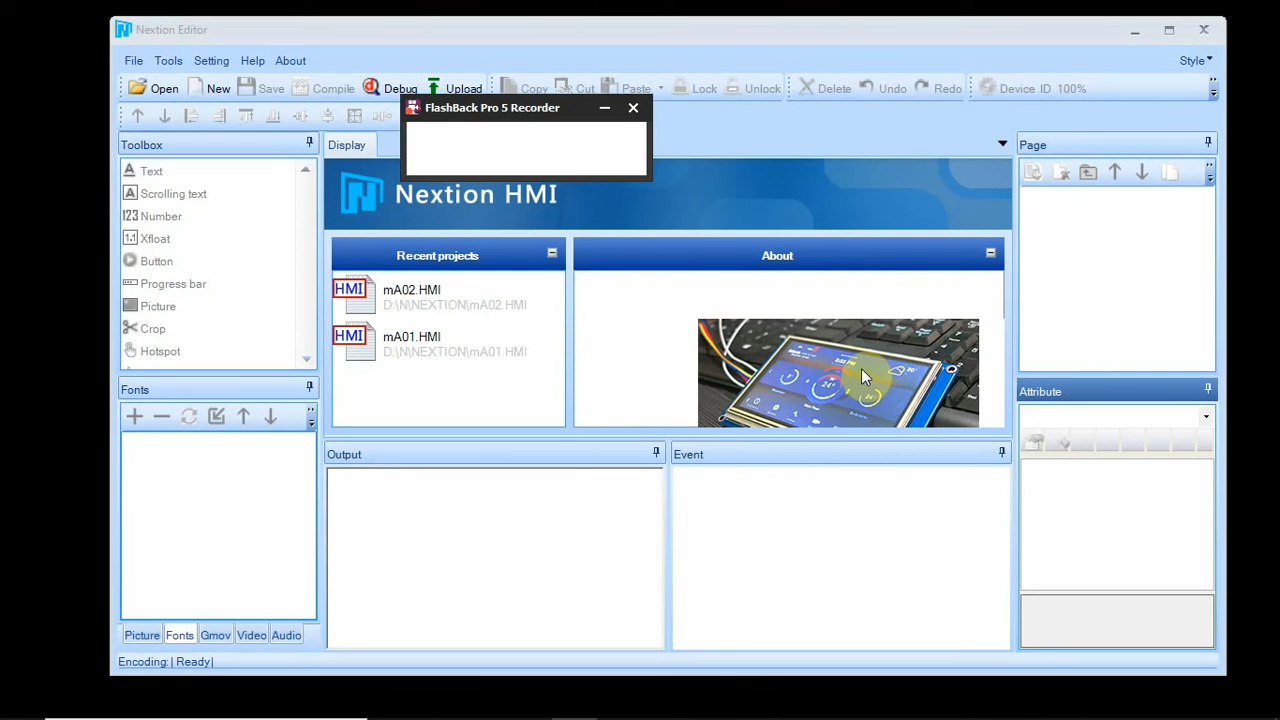 Nextion Editor
File Tools Setting Help About Style
Open New Save Compile Debug Upload Copy Cut Paste Lock Unlock Delete Undo Redo Device ID 100%
FlashBack Pro 5 Recorder
Toolbox
Display
Page
Text
Scrolling text
123 Number
1.1 Xfloat
Button
Progress bar
Picture
Crop
Hotspot
Nextion HMI
Recent projects
About
HMI mA02.HMI
D:\N\NEXTION\mA02.HMI
HMI mA01.HMI
D:\N\NEXTION\mA01.HMI
Fonts
Attribute
Output
Event
Picture Fonts Gmov Video Audio
Encoding:| Ready|